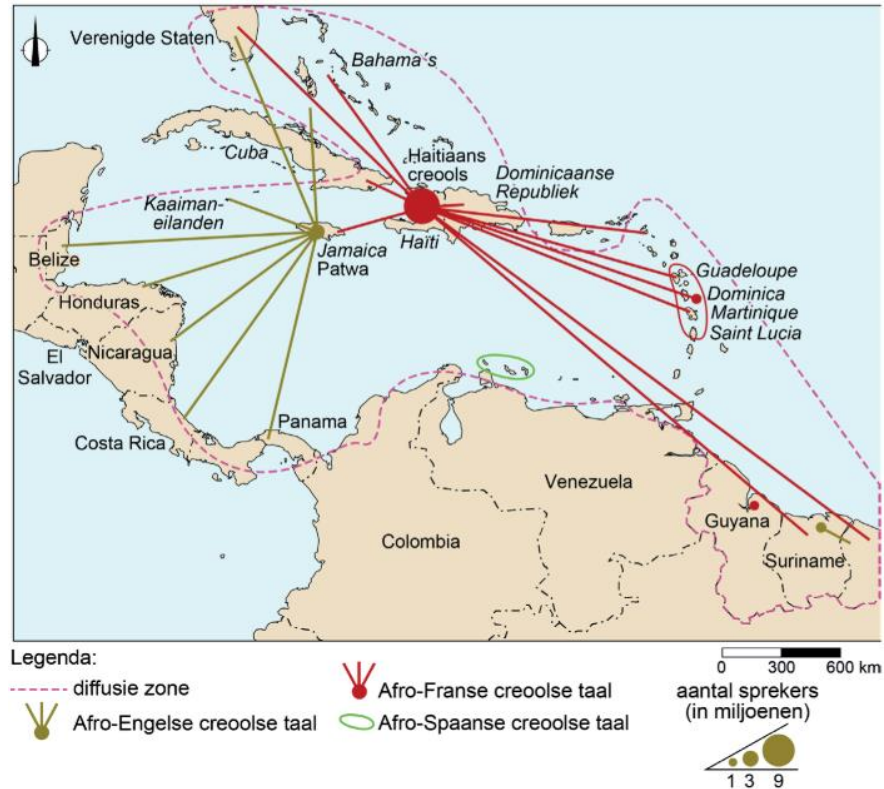 Verenigde Staten
Bahama´s
Cuba
Haitiaans
creools
Dominicaanse
Republiek
Kaaiman-
eilanden
Jamaica
Patwa
Haïti
Belize
Guadeloupe
Dominica
Martinique
Saint Lucia
Honduras
Nicaragua
El
Salvador
Costa Rica
Panama
Venezuela
Colombia
Guyana
Suriname
Legenda:
0 300 600 km
diffusie zone
Afro-Franse creoolse taal
Afro-Engelse creoolse taal
Afro-Spaanse creoolse taal
aantal sprekers
(in miljoenen)
1 3 9